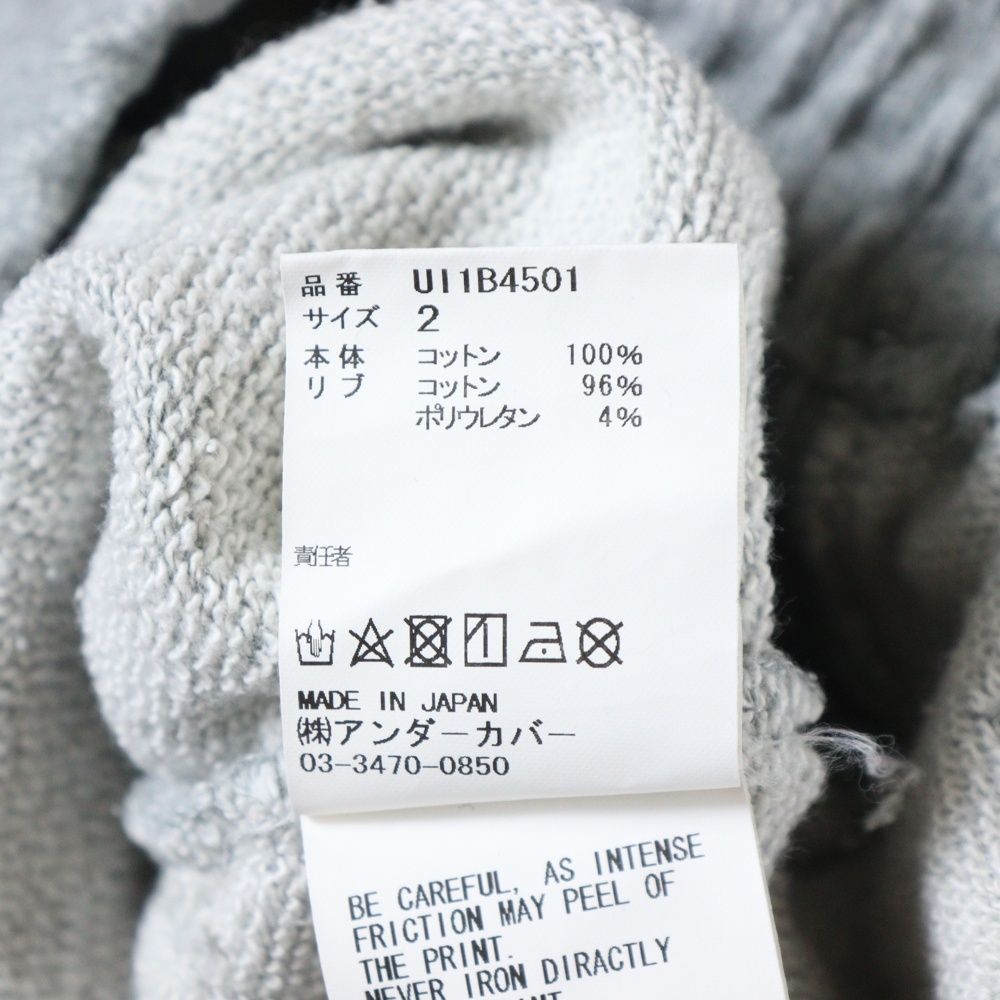 品番 UI1B4501
サイズ 2
本体 コットン 100%
リブ コットン 96%
ポリウレタン 4%
責任者
MADE IN JAPAN
㈱アンダーカバー
03-3470-0850
BE CAREFUL, AS INTENSE
FRICTION MAY PEEL OF
THE PRINT.
NEVER IRON DIRACTLY